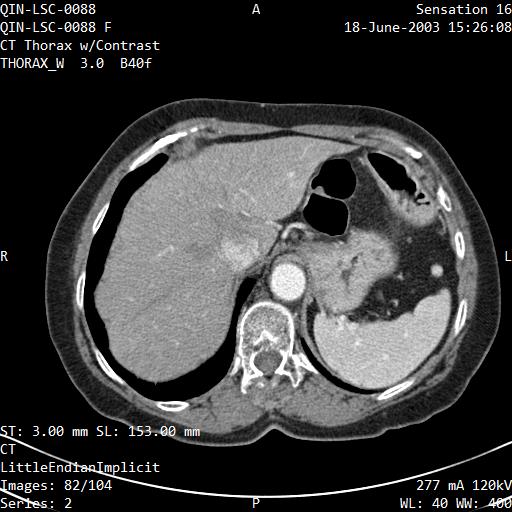 QIN-LSC-0088
A
Sensation 16
QIN-LSC-0088 F
18-June-2003 15:26:08
CT Thorax w/Contrast
THORAX_W 3.0 B40f
R
L
ST: 3.00 mm SL: 153.00 mm
CT
LittleEndianImplicit
Images: 82/104
277 mA 120kV
Series: 2
P
WL: 40 WW: 400